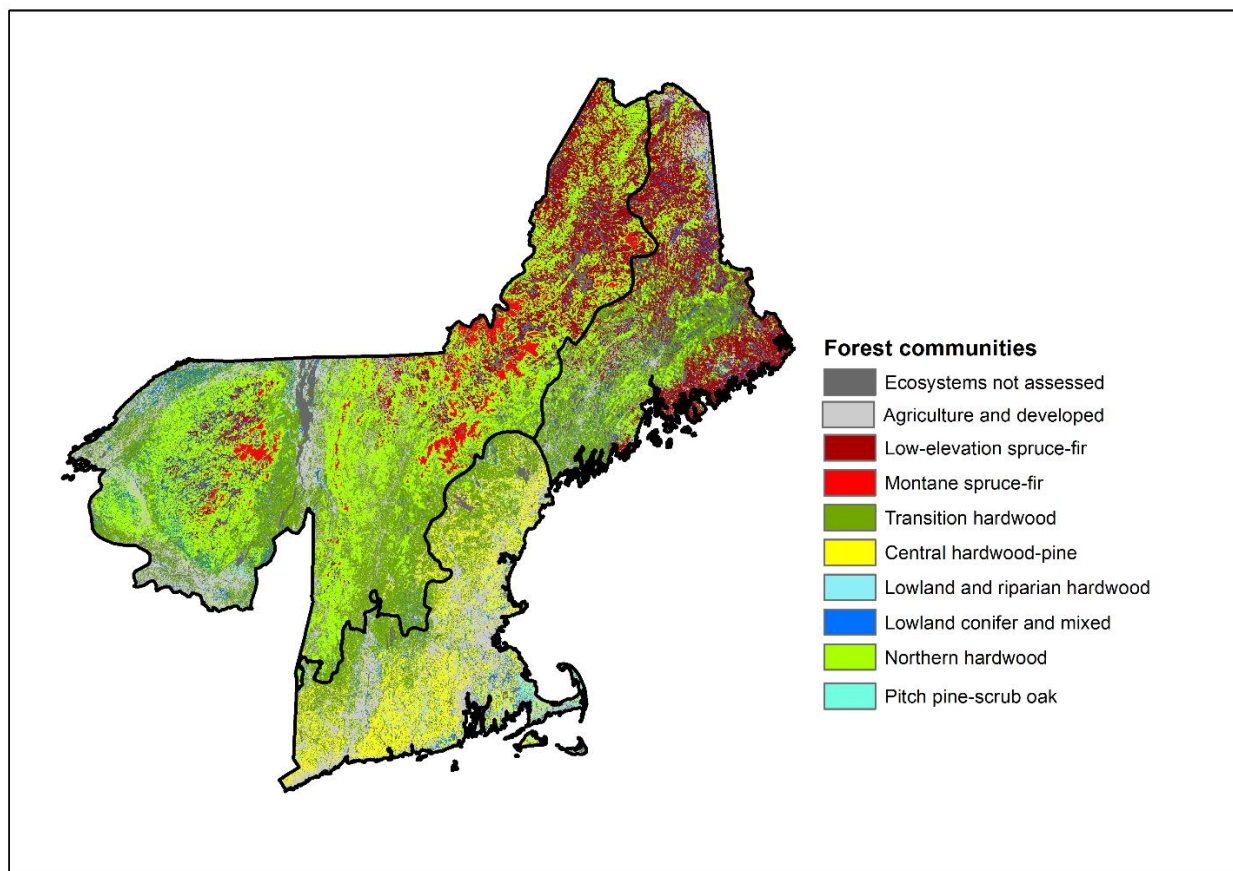 Forest communities
Ecosystems not assessed
Agriculture and developed
Low-elevation spruce-fir
Montane spruce-fir
Transition hardwood
Central hardwood-pine
Lowland and riparian hardwood
Lowland conifer and mixed
Northern hardwood
Pitch pine-scrub oak